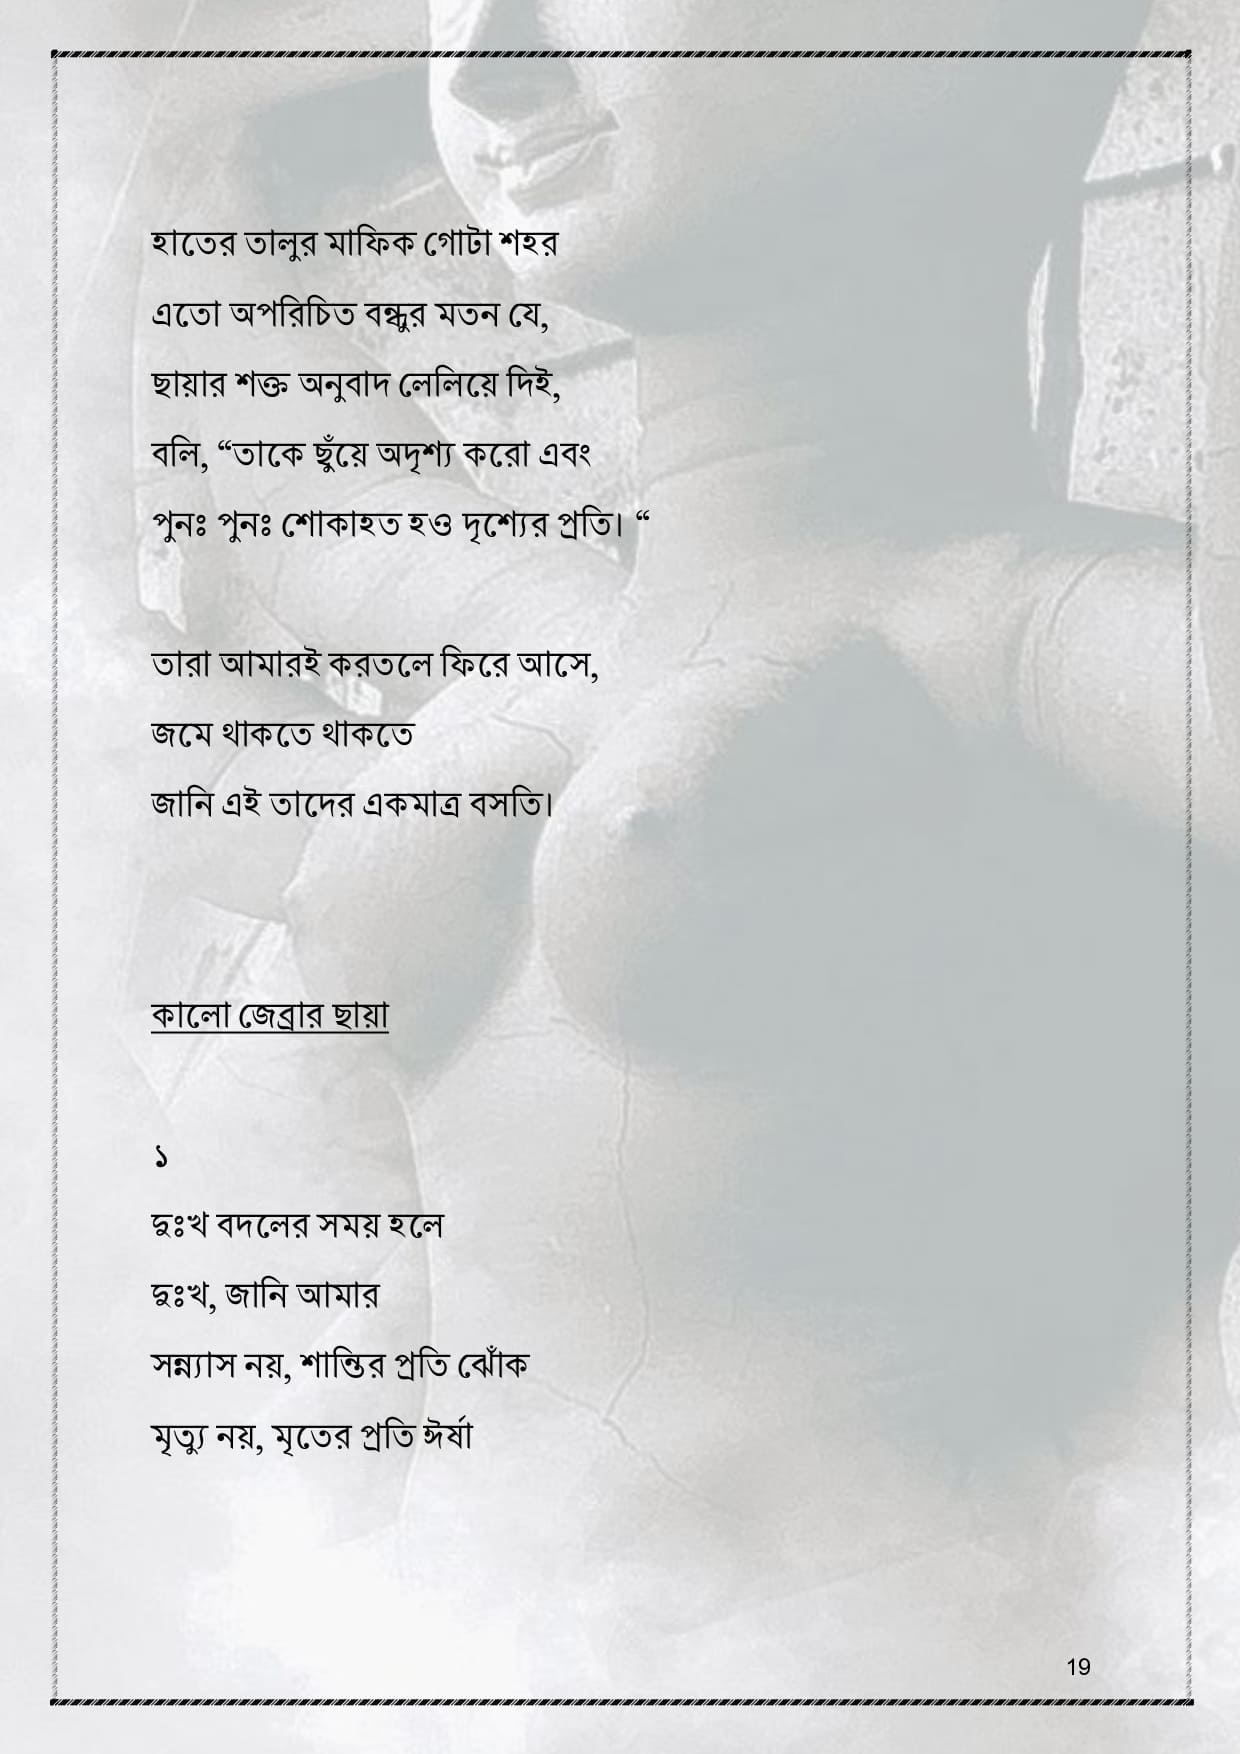 হাতের তালুর মাফিক গোটা শহর
এতো অপরিচিত বন্ধুর মতন যে,
ছায়ার শক্ত অনুবাদ লেলিয়ে দিই,
বলি, “তাকে ছুঁয়ে অদৃশ্য করো এবং
পুনঃ পুনঃ শোকাহত হও দৃশ্যের প্রতি। “
তারা আমারই করতলে ফিরে আসে,
জমে থাকতে থাকতে
জানি এই তাদের একমাত্র বসতি।
কালো জেব্রার ছায়া
১
দুঃখ বদলের সময় হলে
দুঃখ, জানি আমার
সন্ন্যাস নয়, শান্তির প্রতি ঝোঁক
মৃত্যু নয়, মৃতের প্রতি ঈর্ষা
19